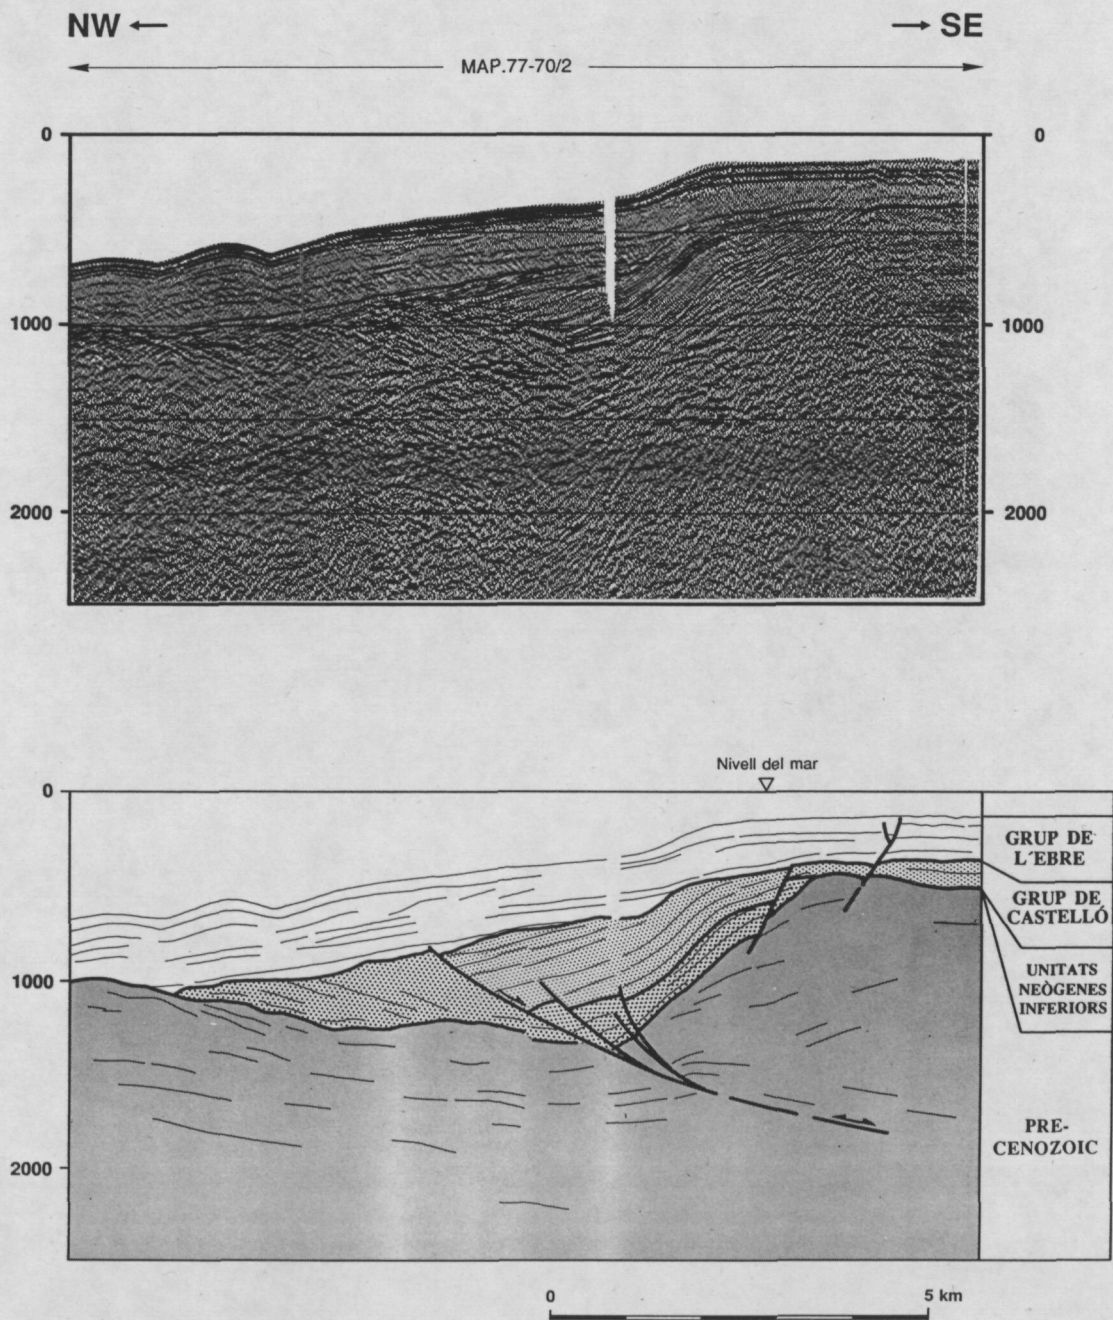 NW ← → SE
MAP.77-70/2
0 0
1000 1000
2000 2000
Nivell del mar
0
GRUP DE
L´EBRE
GRUP DE
CASTELLÓ
1000
UNITATS
NEÒGENES
INFERIORS
PRE-
CENOZOIC
2000
0 5 km